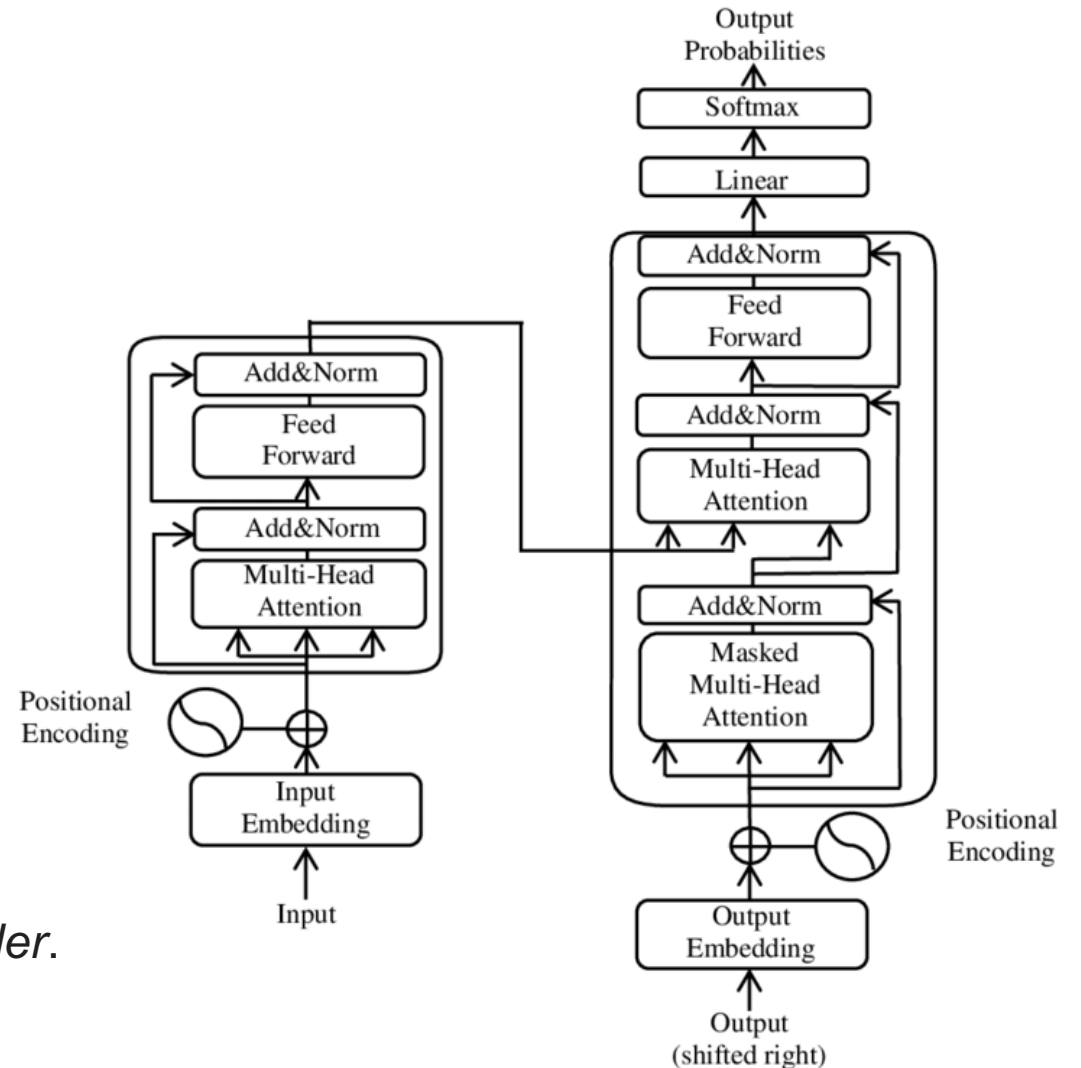 Output
Probabilities
Softmax
Linear
Add&Norm
Feed
Forward
Add&Norm
Multi-Head
Attention
Add&Norm
Masked
Multi-Head
Attention
Positional
Encoding
Output
Embedding
Output
(shifted right)
Add&Norm
Feed
Forward
Add&Norm
Multi-Head
Attention
Positional
Encoding
Input
Embedding
Input